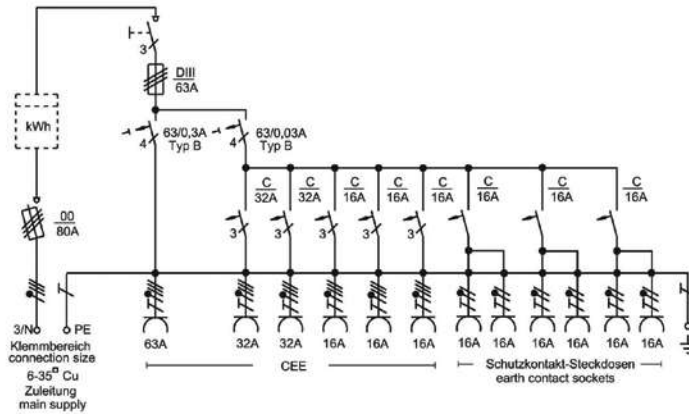 3
DIII
63A
kWh
63/0,3A
Typ B
4
63/0,03A
Typ B
4
00
80A
C C C C C C C C
32A 32A 16A 16A 16A 16A 16A 16A
3 3 3 3 3
3/N PE
63A 32A 32A 16A 16A 16A 16A 16A 16A 16A 16A 16A
Klemmbereich
connection size
6-35□ Cu
Zuleitung
main supply
CEE
Schutzkontakt-Steckdosen
earth contact sockets